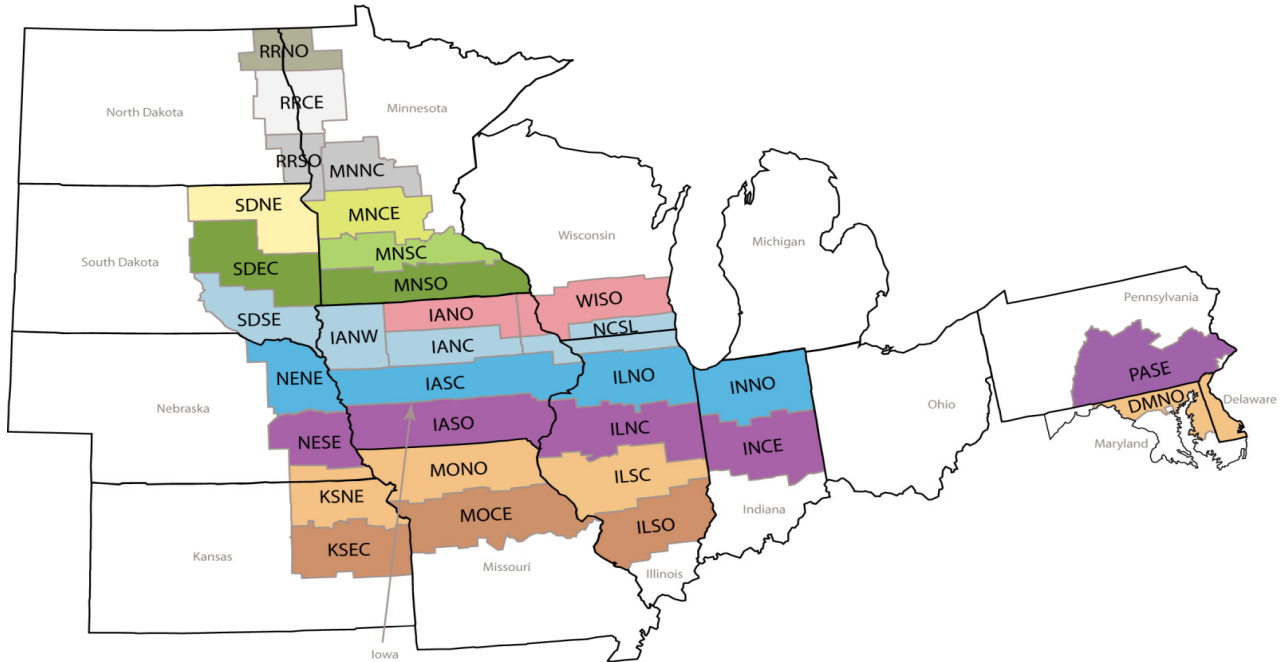 RRNO
North Dakota
RRCE
Minnesota
RRSO
MNNC
SDNE
MNCE
Wisconsin
Michigan
South Dakota
SDEC
MNSC
MNSO
Pennsylvania
SDSE
IANW
IANO
WISO
IANC
NCSL
NENE
IASC
ILNO
INNO
PASE
Nebraska
Ohio
DMNO
Delaware
NESE
IASO
ILNC
INCE
Maryland
MONO
ILSC
KSNE
MOCE
ILSO
Indiana
Kansas
KSEC
Missouri
Illinois
Iowa